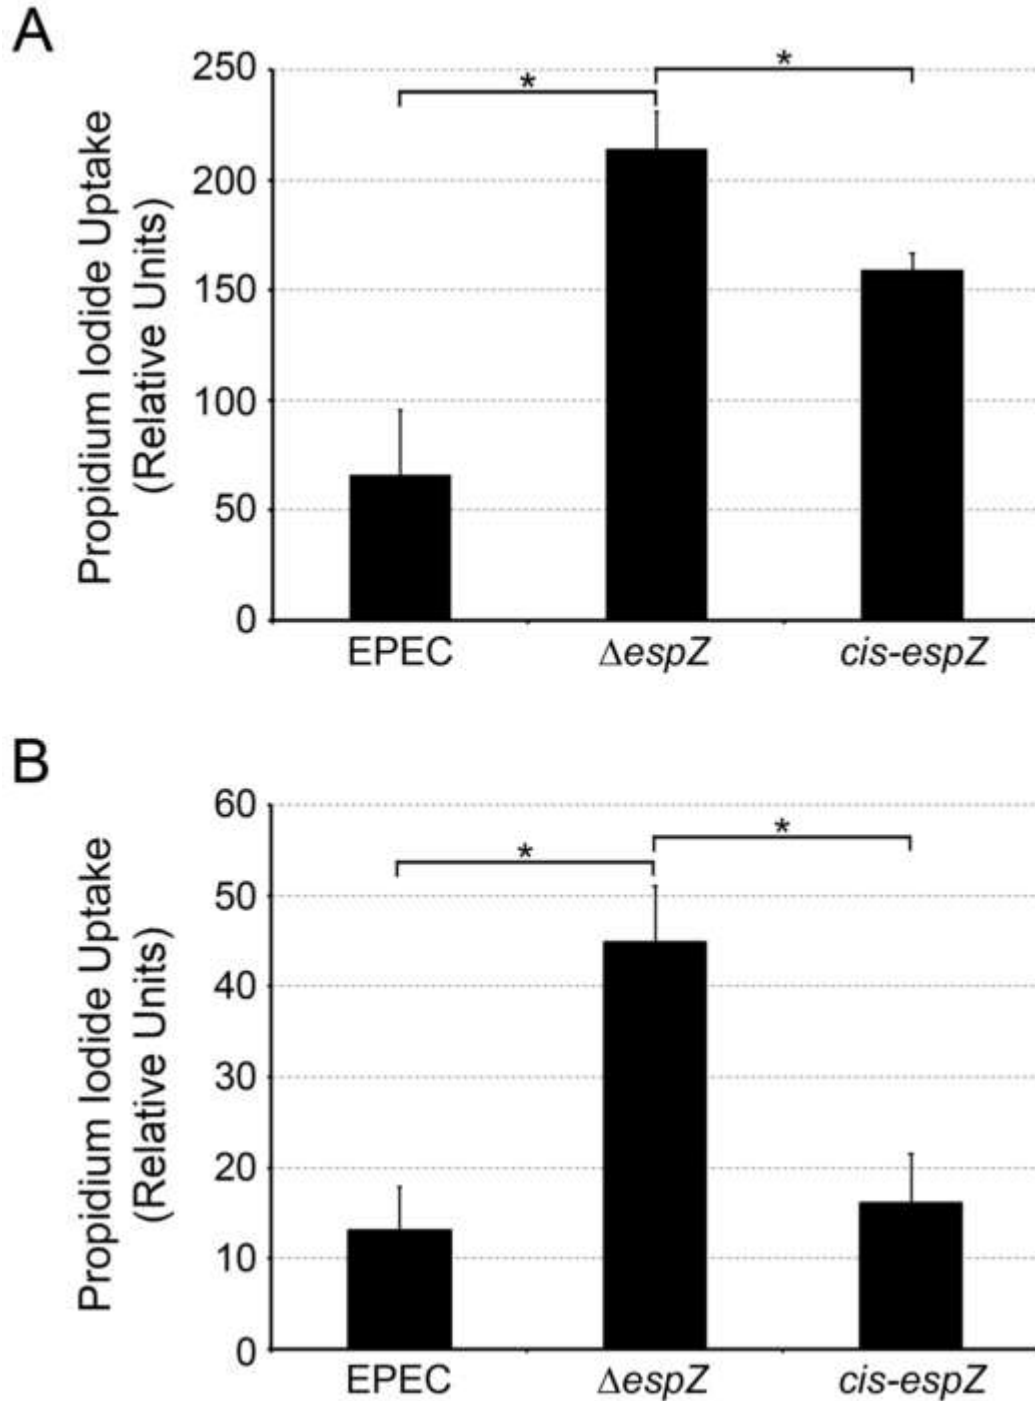 A
Propidium Iodide Uptake
(Relative Units)
250
200
150
100
50
0
*
*
EPEC
ΔespZ
cis-espZ
B
Propidium Iodide Uptake
(Relative Units)
60
50
40
30
20
10
0
*
*
EPEC
ΔespZ
cis-espZ